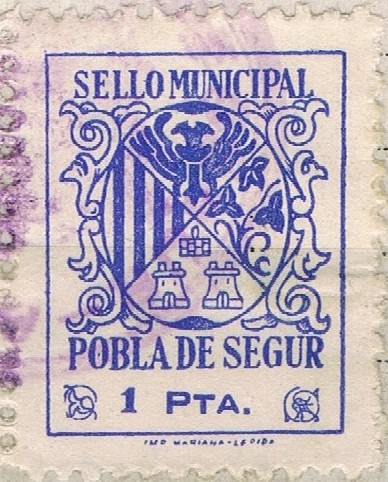 SELLO MUNICIPAL
POBLA DE SEGUR
1 PTA.
IMP MARIANA-LERIDA